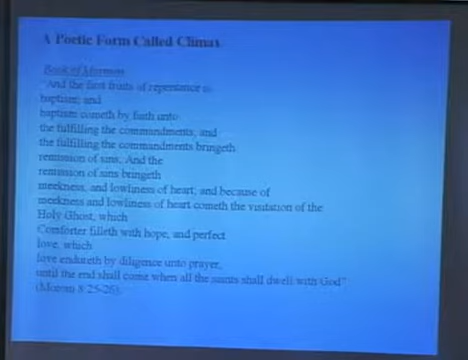 A Poetic Form Called Climax
Book of Mormon
"And the first fruits of repentance is
baptism; and
baptism cometh by faith unto
the fulfilling the commandments; and
the fulfilling the commandments bringeth
remission of sins; And the
remission of sins bringeth
meekness, and lowliness of heart; and because of
meekness and lowliness of heart cometh the visitation of the
Holy Ghost, which
Comforter filleth with hope, and perfect
love, which
love endureth by diligence unto prayer,
until the end shall come when all the saints shall dwell with God"
(Moroni 8:25-26).